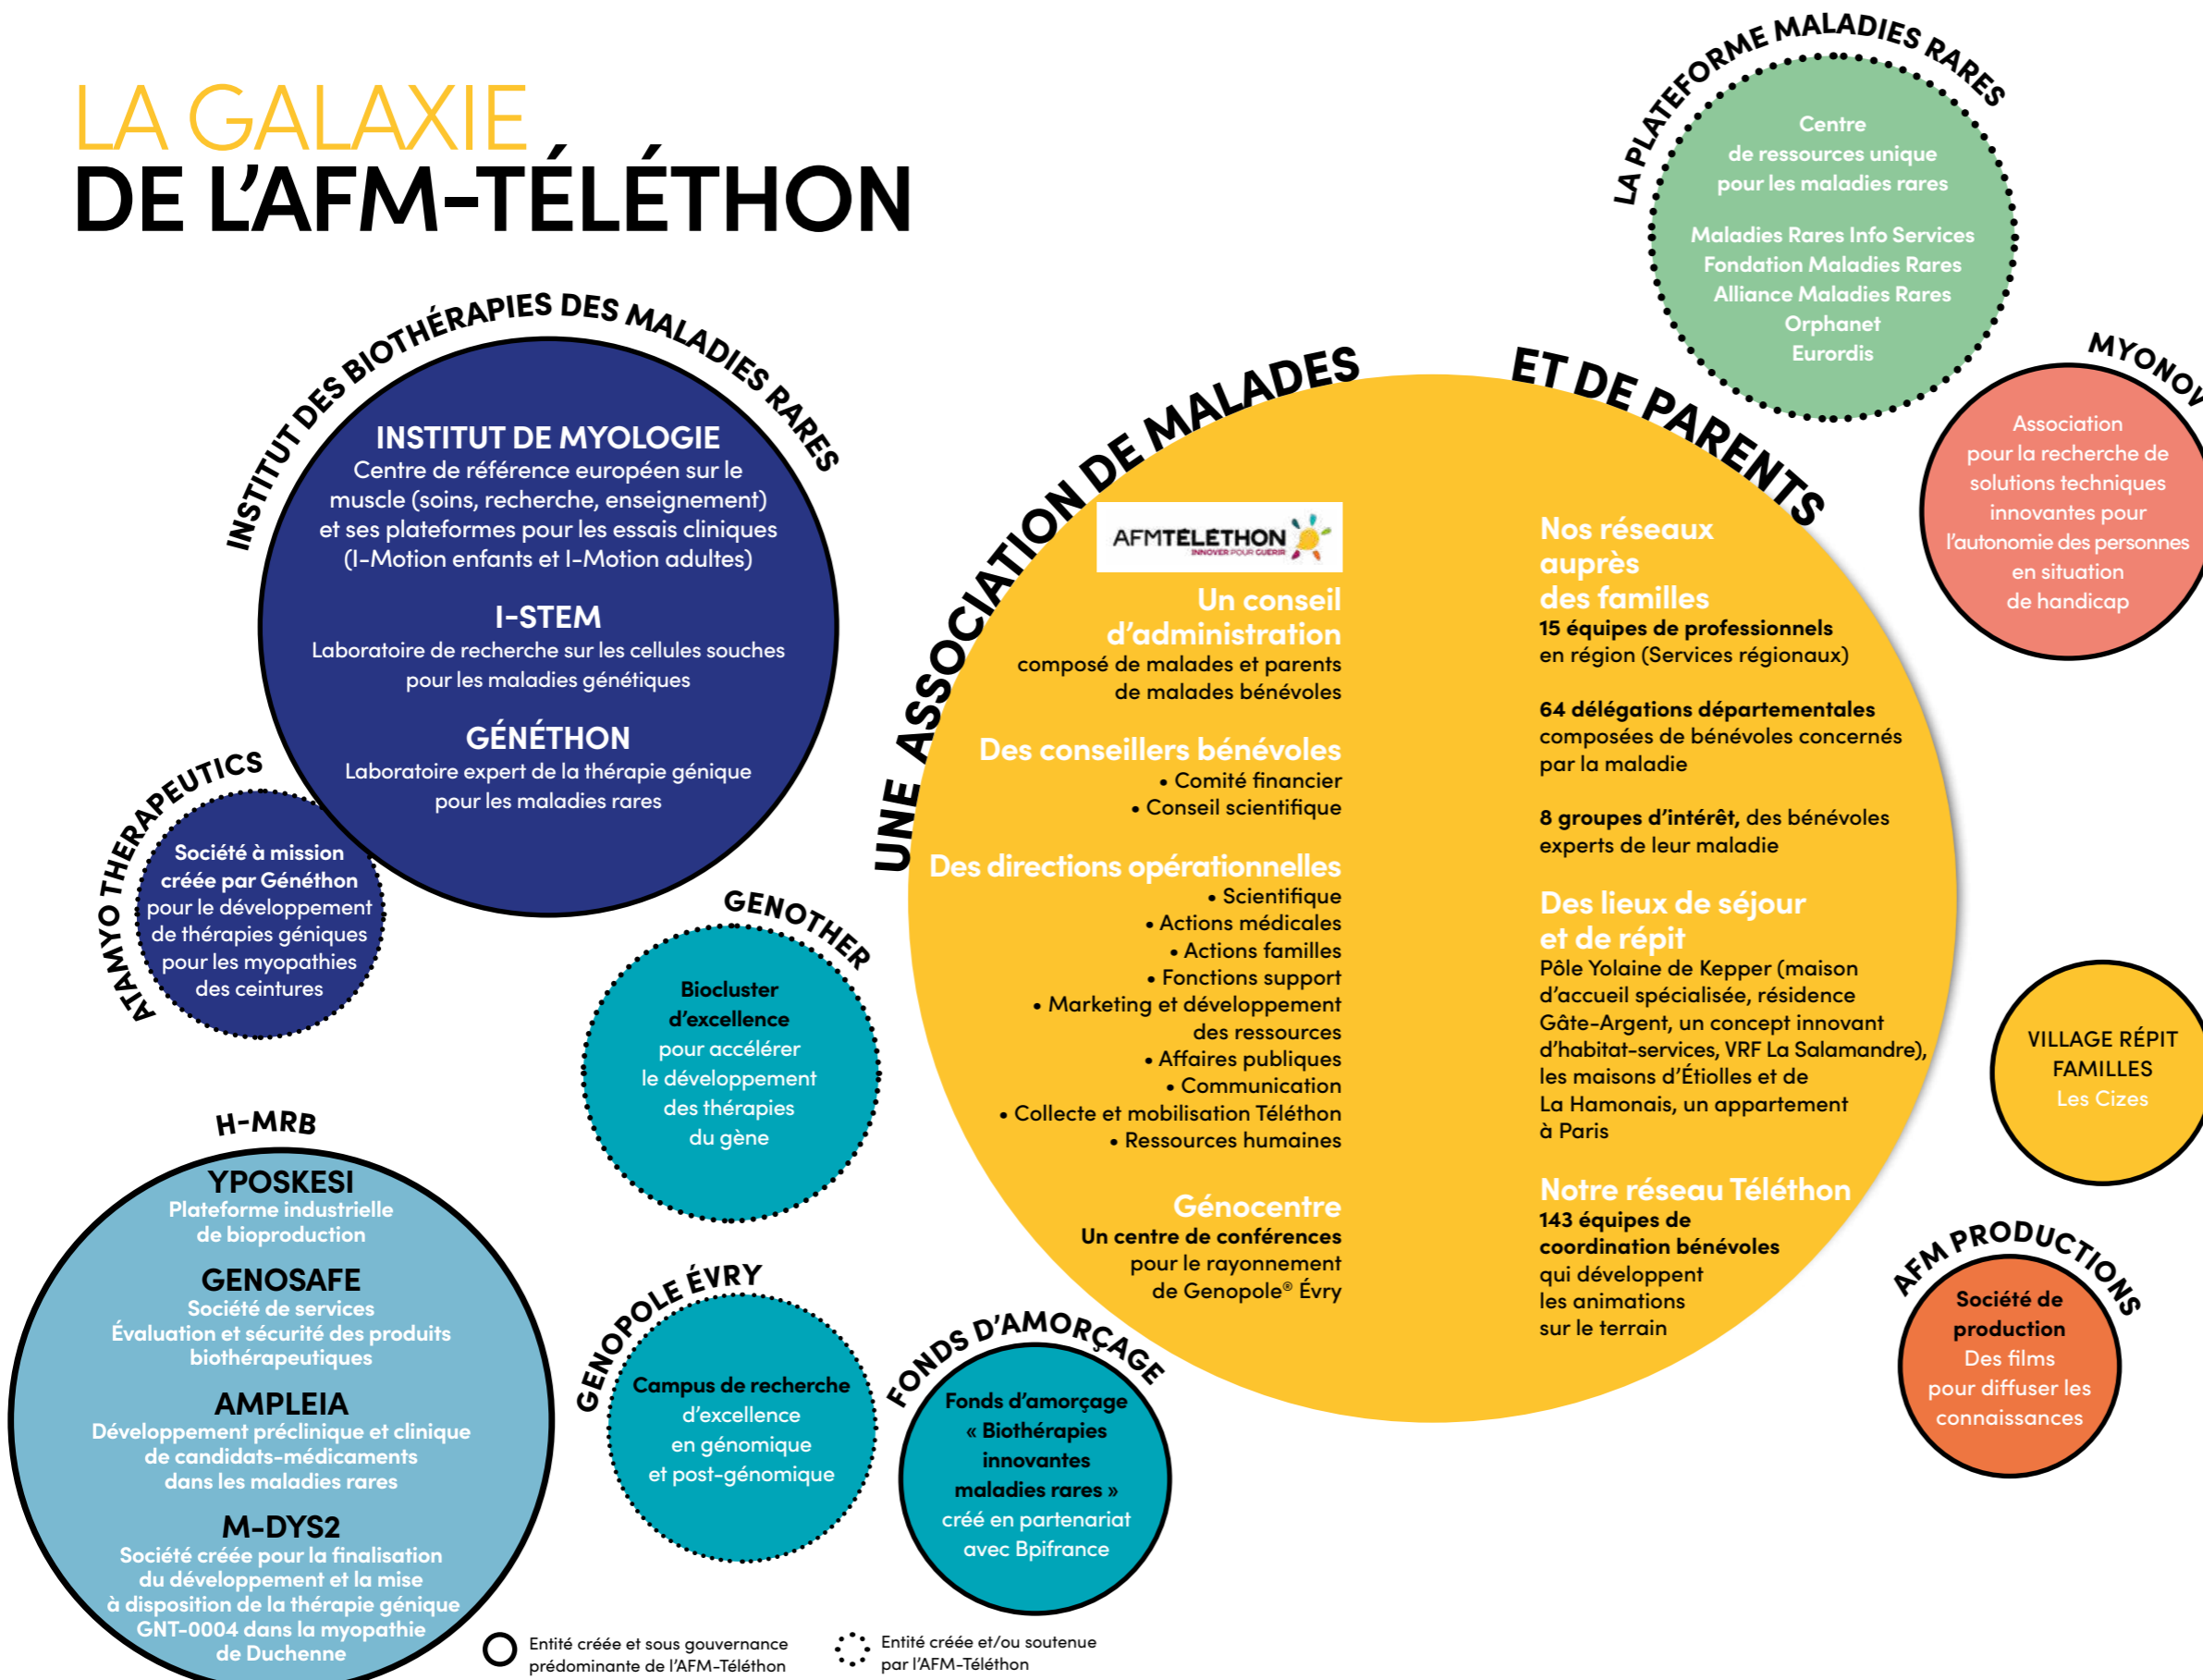 LA GALAXIE
DE L'AFM-TÉLÉTHON
INSTITUT DES BIOTHÉRAPIES DES MALADIES RARES
INSTITUT DE MYOLOGIE
Centre de référence européen sur le
muscle (soins, recherche, enseignement)
et ses plateformes pour les essais cliniques
(I-Motion enfants et I-Motion adultes)
I-STEM
Laboratoire de recherche sur les cellules souches
pour les maladies génétiques
GÉNÉTHON
Laboratoire expert de la thérapie génique
pour les maladies rares
ATAMYO THERAPEUTICS
Société à mission
créée par Généthon
pour le développement
de thérapies géniques
pour les myopathies
des ceintures
H-MRB
YPOSKESI
Plateforme industrielle
de bioproduction
GENOSAFE
Société de services
Évaluation et sécurité des produits
biothérapeutiques
AMPLEIA
Développement préclinique et clinique
de candidats-médicaments
dans les maladies rares
M-DYS2
Société créée pour la finalisation
du développement et la mise
à disposition de la thérapie génique
GNT-0004 dans la myopathie
de Duchenne
GENOTHER
Biocluster
d'excellence
pour accélérer
le développement
des thérapies
du gène
GENOPOLE ÉVRY
Campus de recherche
d'excellence
en génomique
et post-génomique
FONDS D'AMORÇAGE
Fonds d'amorçage
« Biothérapies
innovantes
maladies rares »
créé en partenariat
avec Bpifrance
UNE ASSOCIATION DE MALADES ET DE PARENTS
AFMTÉLÉTHON
INNOVER POUR GUÉRIR
Un conseil
d'administration
composé de malades et parents
de malades bénévoles
Des conseillers bénévoles
• Comité financier
• Conseil scientifique
Des directions opérationnelles
• Scientifique
• Actions médicales
• Actions familles
• Fonctions support
• Marketing et développement
des ressources
• Affaires publiques
• Communication
• Collecte et mobilisation Téléthon
• Ressources humaines
Génocentre
Un centre de conférences
pour le rayonnement
de Genopole® Évry
Nos réseaux
auprès
des familles
15 équipes de professionnels
en région (Services régionaux)
64 délégations départementales
composées de bénévoles concernés
par la maladie
8 groupes d'intérêt, des bénévoles
experts de leur maladie
Des lieux de séjour
et de répit
Pôle Yolaine de Kepper (maison
d'accueil spécialisée, résidence
Gâte-Argent, un concept innovant
d'habitat-services, VRF La Salamandre),
les maisons d'Étiolles et de
La Hamonais, un appartement
à Paris
Notre réseau Téléthon
143 équipes de
coordination bénévoles
qui développent
les animations
sur le terrain
LA PLATEFORME MALADIES RARES
Centre
de ressources unique
pour les maladies rares
Maladies Rares Info Services
Fondation Maladies Rares
Alliance Maladies Rares
Orphanet
Eurordis
MYONOV
Association
pour la recherche de
solutions techniques
innovantes pour
l'autonomie des personnes
en situation
de handicap
VILLAGE RÉPIT
FAMILLES
Les Cizes
AFM PRODUCTIONS
Société de
production
Des films
pour diffuser les
connaissances
Entité créée et sous gouvernance
prédominante de l'AFM-Téléthon
Entité créée et/ou soutenue
par l'AFM-Téléthon